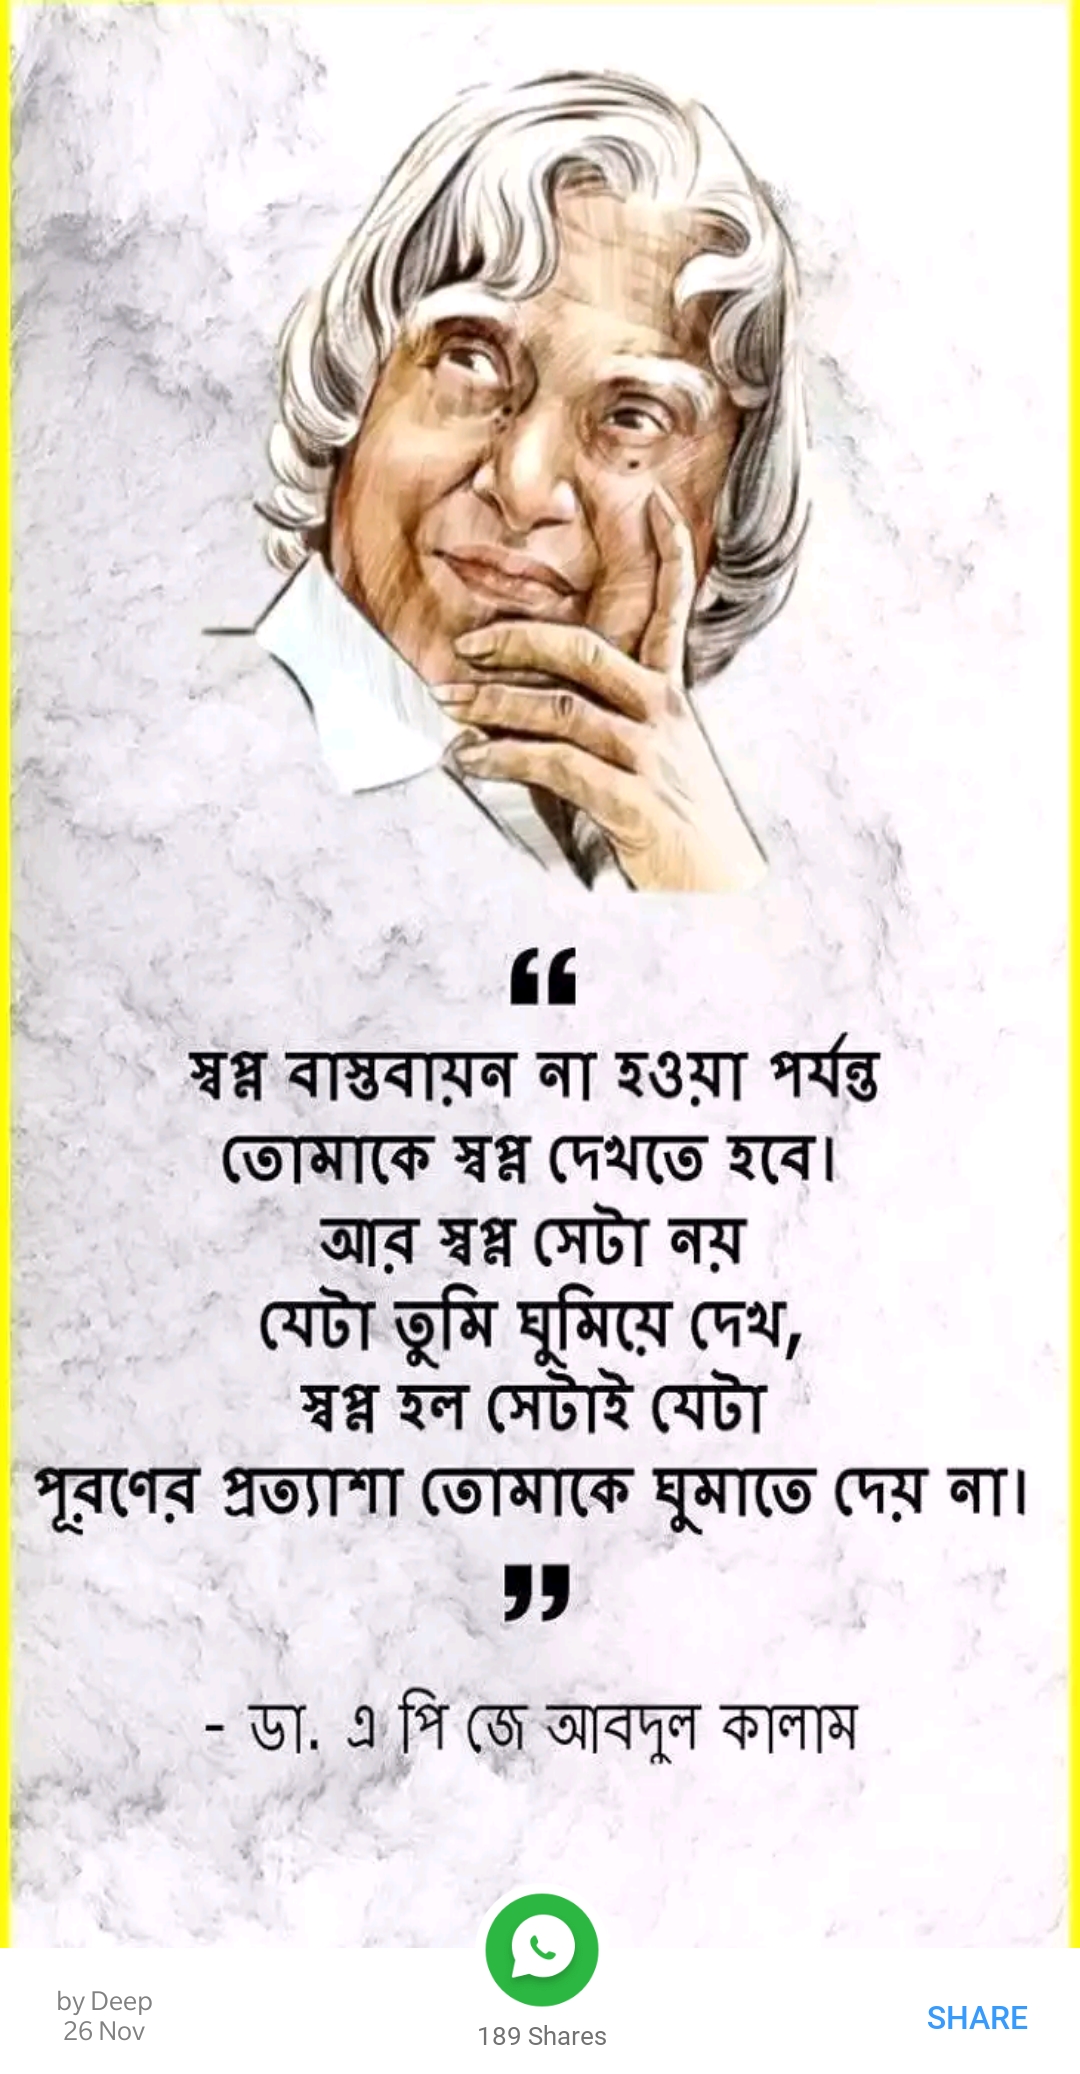 “
স্বপ্ন বাস্তবায়ন না হওয়া পর্যন্ত
তোমাকে স্বপ্ন দেখতে হবে।
আর স্বপ্ন সেটা নয়
যেটা তুমি ঘুমিয়ে দেখ,
স্বপ্ন হল সেটাই যেটা
পূরণের প্রত্যাশা তোমাকে ঘুমাতে দেয় না।
”
- ডা. এ পি জে আবদুল কালাম
by Deep
26 Nov
189 Shares
SHARE